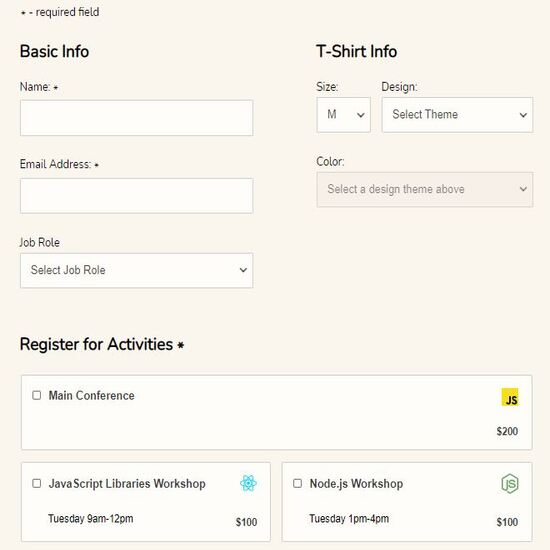 * - required field
Basic Info
Name: *
Email Address: *
Job Role
Select Job Role
T-Shirt Info
Size:
M
Design:
Select Theme
Color:
Select a design theme above
Register for Activities *
Main Conference
JS
$200
JavaScript Libraries Workshop
Tuesday 9am-12pm
$100
Node.js Workshop
JS
Tuesday 1pm-4pm
$100